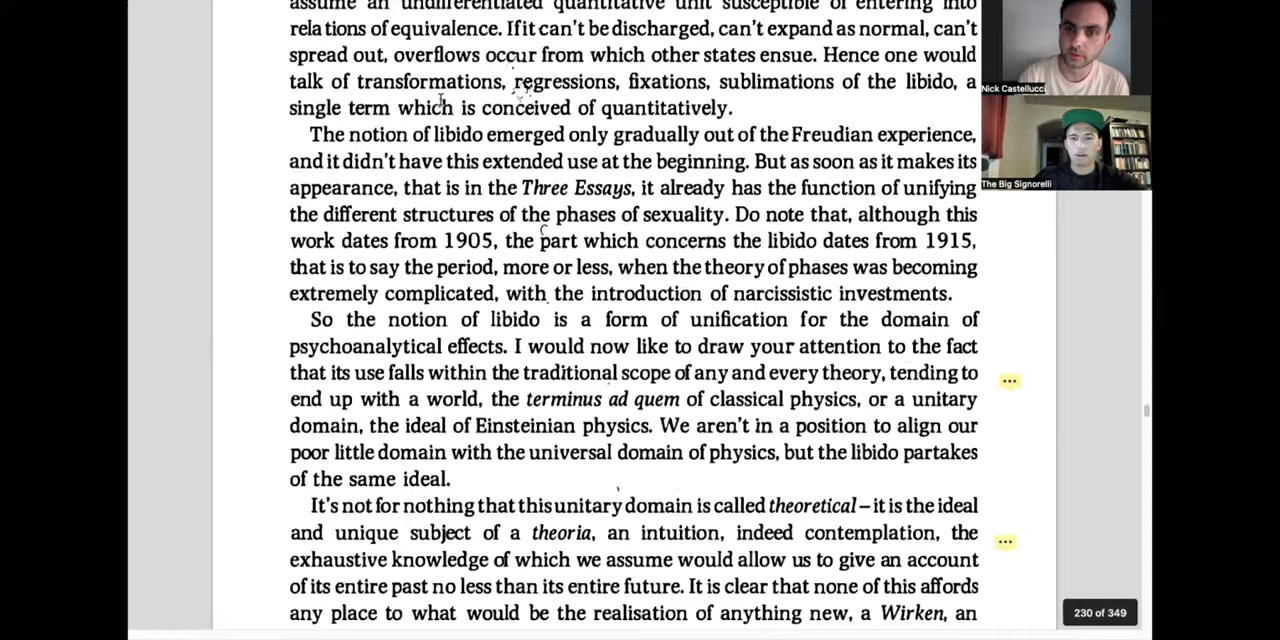 assume an undifferentiated quantitative unit susceptible of entering into
relations of equivalence. If it can't be discharged, can't expand as normal, can't
spread out, overflows occur from which other states ensue. Hence one would
talk of transformations, regressions, fixations, sublimations of the libido, a
single term which is conceived of quantitatively.
The notion of libido emerged only gradually out of the Freudian experience,
and it didn't have this extended use at the beginning. But as soon as it makes its
appearance, that is in the Three Essays, it already has the function of unifying
the different structures of the phases of sexuality. Do note that, although this
work dates from 1905, the part which concerns the libido dates from 1915,
that is to say the period, more or less, when the theory of phases was becoming
extremely complicated, with the introduction of narcissistic investments.
So the notion of libido is a form of unification for the domain of
psychoanalytical effects. I would now like to draw your attention to the fact
that its use falls within the traditional scope of any and every theory, tending to
end up with a world, the terminus ad quem of classical physics, or a unitary
domain, the ideal of Einsteinian physics. We aren't in a position to align our
poor little domain with the universal domain of physics, but the libido partakes
of the same ideal.
It's not for nothing that this unitary domain is called theoretical – it is the ideal
and unique subject of a theoria, an intuition, indeed contemplation, the
exhaustive knowledge of which we assume would allow us to give an account
of its entire past no less than its entire future. It is clear that none of this affords
any place to what would be the realisation of anything new, a Wirken, an
Nick Castellucci
The Big Signorelli
230 of 349